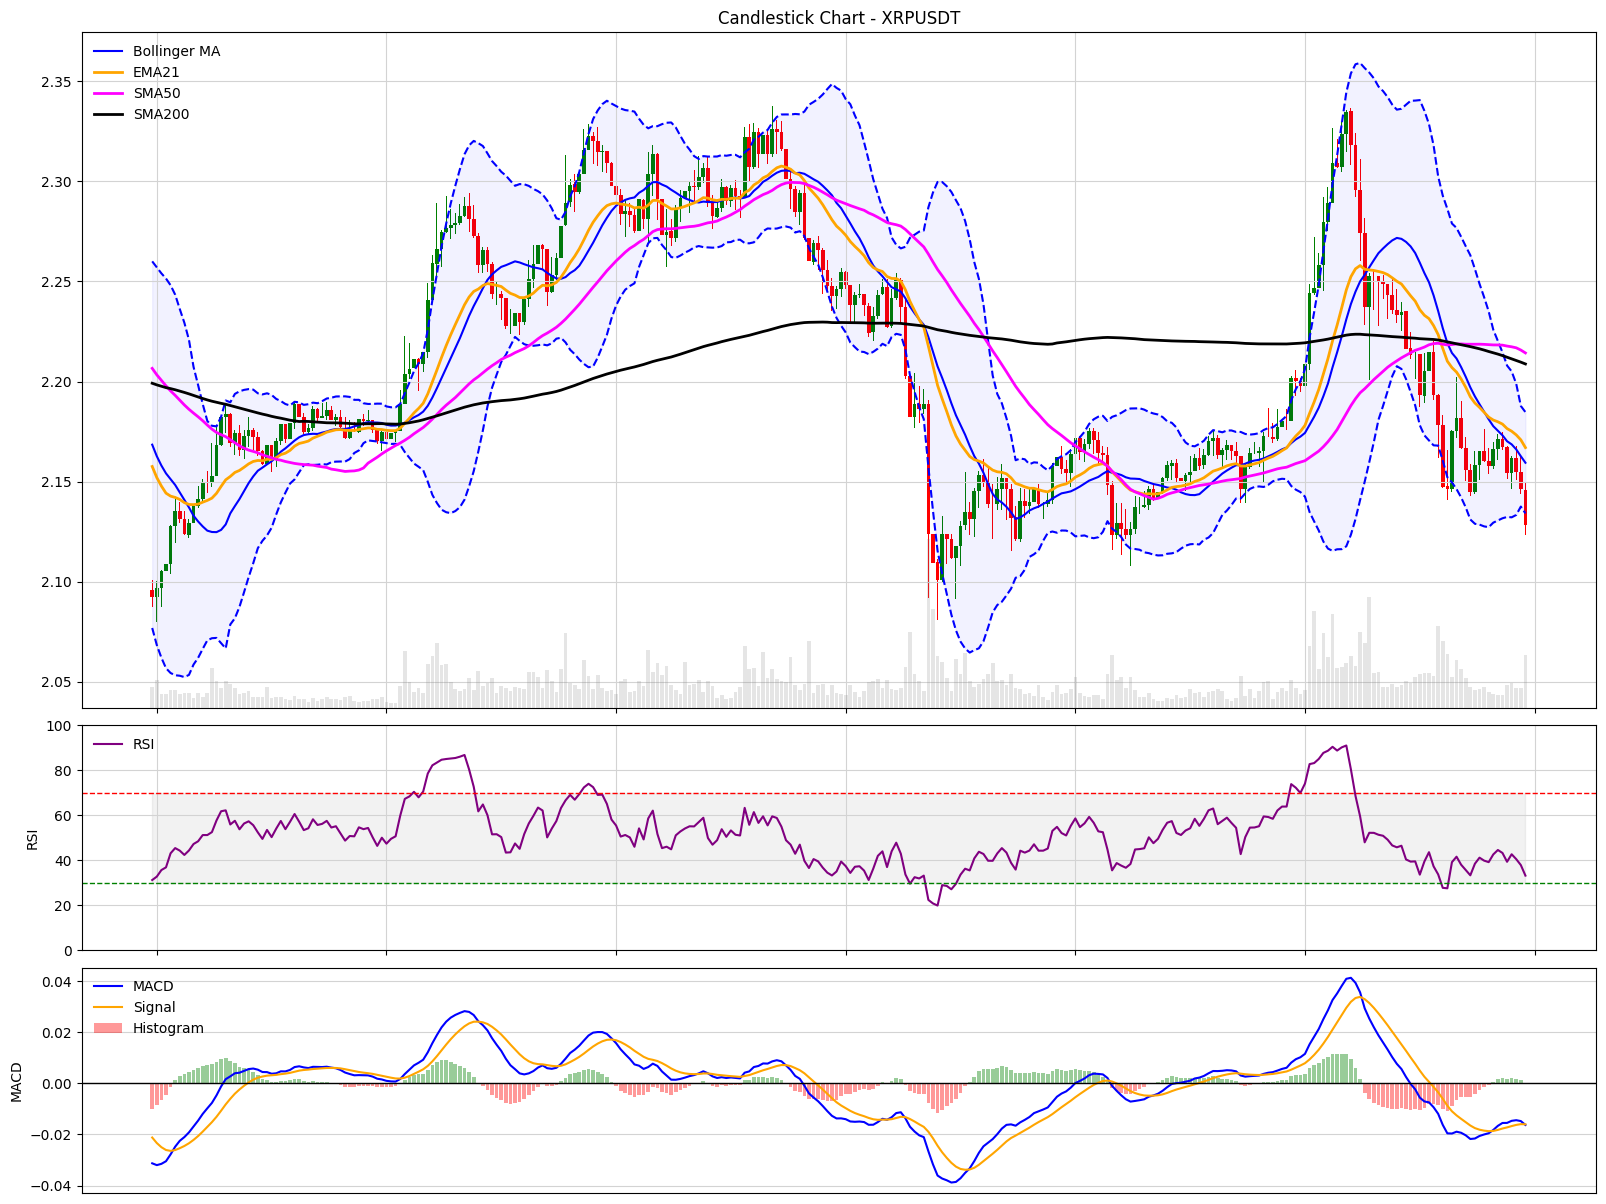 Candlestick Chart - XRPUSDT
Bollinger MA
EMA21
SMA50
SMA200
2.35
2.30
2.25
2.20
2.15
2.10
2.05
RSI
RSI
100
80
60
40
20
0
MACD
Signal
Histogram
MACD
0.04
0.02
0.00
−0.02
−0.04